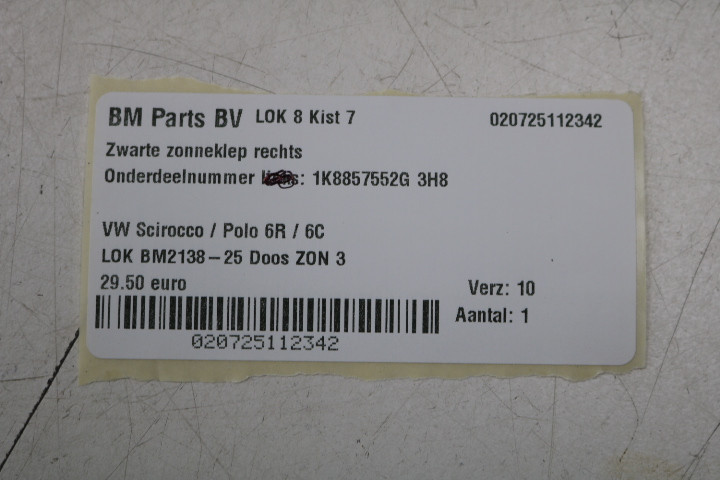 BM Parts BV LOK 8 Kist 7 020725112342
Zwarte zonneklep rechts
Onderdeelnummer : 1K8857552G 3H8
VW Scirocco / Polo 6R / 6C
LOK BM2138-25 Doos ZON 3
29.50 euro Verz: 10
Aantal: 1
020725112342